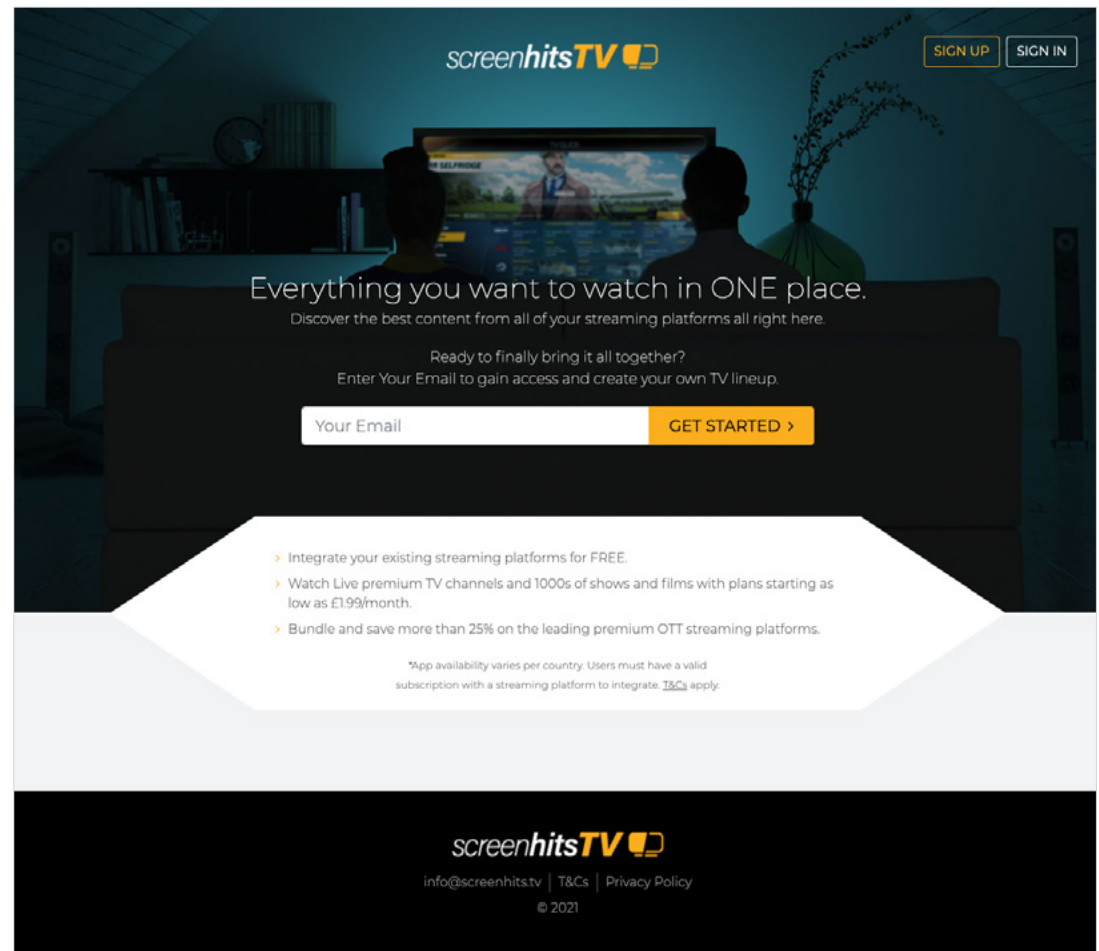 screenhitsTV
SIGN UP
SIGN IN
TV GUIDE
MR SELFRIDGE
Everything you want to watch in ONE place.
Discover the best content from all of your streaming platforms all right here.
Ready to finally bring it all together?
Enter Your Email to gain access and create your own TV lineup.
Your Email
GET STARTED >
> Integrate your existing streaming platforms for FREE.
> Watch Live premium TV channels and 1000s of shows and films with plans starting as
low as £1.99/month.
> Bundle and save more than 25% on the leading premium OTT streaming platforms.
*App availability varies per country. Users must have a valid
subscription with a streaming platform to integrate. T&Cs apply.
screenhitsTV
info@screenhits.tv | T&Cs | Privacy Policy
© 2021